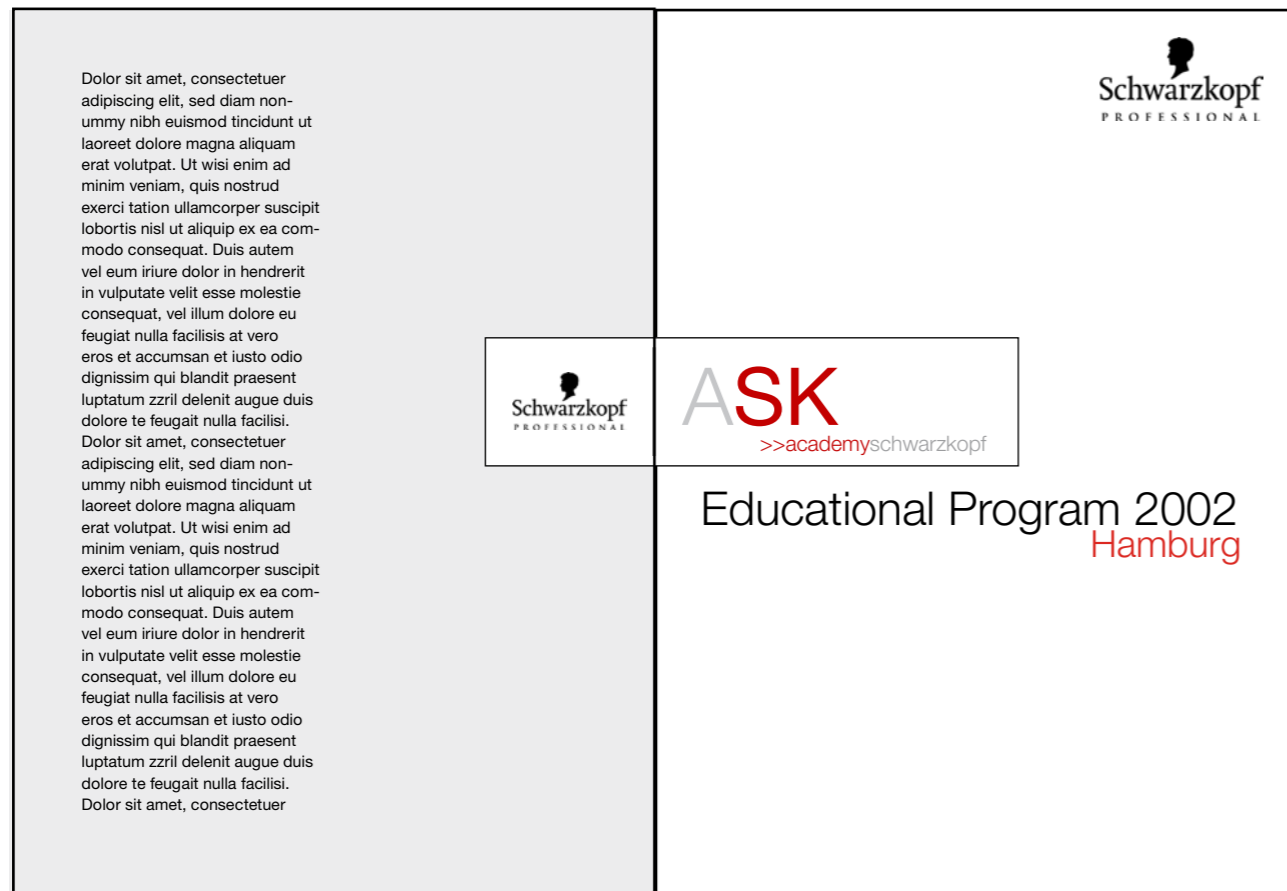 Dolor sit amet, consectetuer
adipiscing elit, sed diam non-
ummy nibh euismod tincidunt ut
laoreet dolore magna aliquam
erat volutpat. Ut wisi enim ad
minim veniam, quis nostrud
exerci tation ullamcorper suscipit
lobortis nisl ut aliquip ex ea com-
modo consequat. Duis autem
vel eum iriure dolor in hendrerit
in vulputate velit esse molestie
consequat, vel illum dolore eu
feugiat nulla facilisis at vero
eros et accumsan et iusto odio
dignissim qui blandit praesent
luptatum zzril delenit augue duis
dolore te feugait nulla facilisi.
Dolor sit amet, consectetuer
adipiscing elit, sed diam non-
ummy nibh euismod tincidunt ut
laoreet dolore magna aliquam
erat volutpat. Ut wisi enim ad
minim veniam, quis nostrud
exerci tation ullamcorper suscipit
lobortis nisl ut aliquip ex ea com-
modo consequat. Duis autem
vel eum iriure dolor in hendrerit
in vulputate velit esse molestie
consequat, vel illum dolore eu
feugiat nulla facilisis at vero
eros et accumsan et iusto odio
dignissim qui blandit praesent
luptatum zzril delenit augue duis
dolore te feugait nulla facilisi.
Dolor sit amet, consectetuer
Schwarzkopf
PROFESSIONAL
Schwarzkopf
PROFESSIONAL
ASK
>>academyschwarzkopf
Educational Program 2002
Hamburg